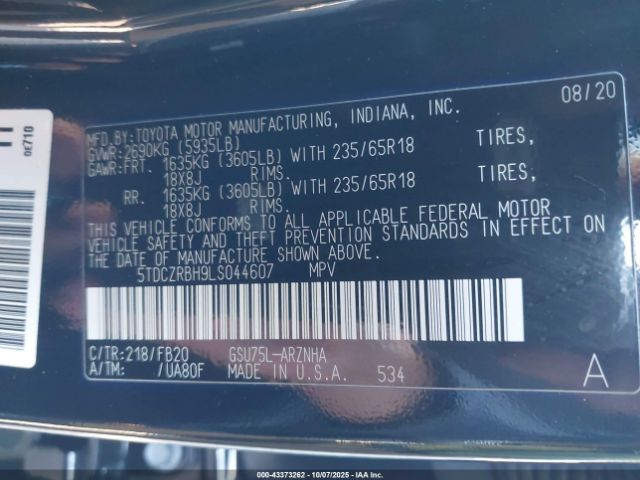 08/20
MFD.BY:TOYOTA MOTOR MANUFACTURING, INDIANA, INC.
GVWR:2690KG (5935LB)
GAWR:FRT. 1635KG (3605LB) WITH 235/65R18 TIRES,
18X8J RIMS.
RR. 1635KG (3605LB) WITH 235/65R18 TIRES,
18X8J RIMS.
THIS VEHICLE CONFORMS TO ALL APPLICABLE FEDERAL MOTOR
VEHICLE SAFETY AND THEFT PREVENTION STANDARDS IN EFFECT ON
THE DATE OF MANUFACTURE SHOWN ABOVE.
5TDCZRBH9LS044607 MPV
C/TR:218/FB20 GSU75L-ARZNHA
A/TM: /UA80F MADE IN U.S.A. 534 A
0E710
000-43373262 - 10/07/2025 - IAAI.COM